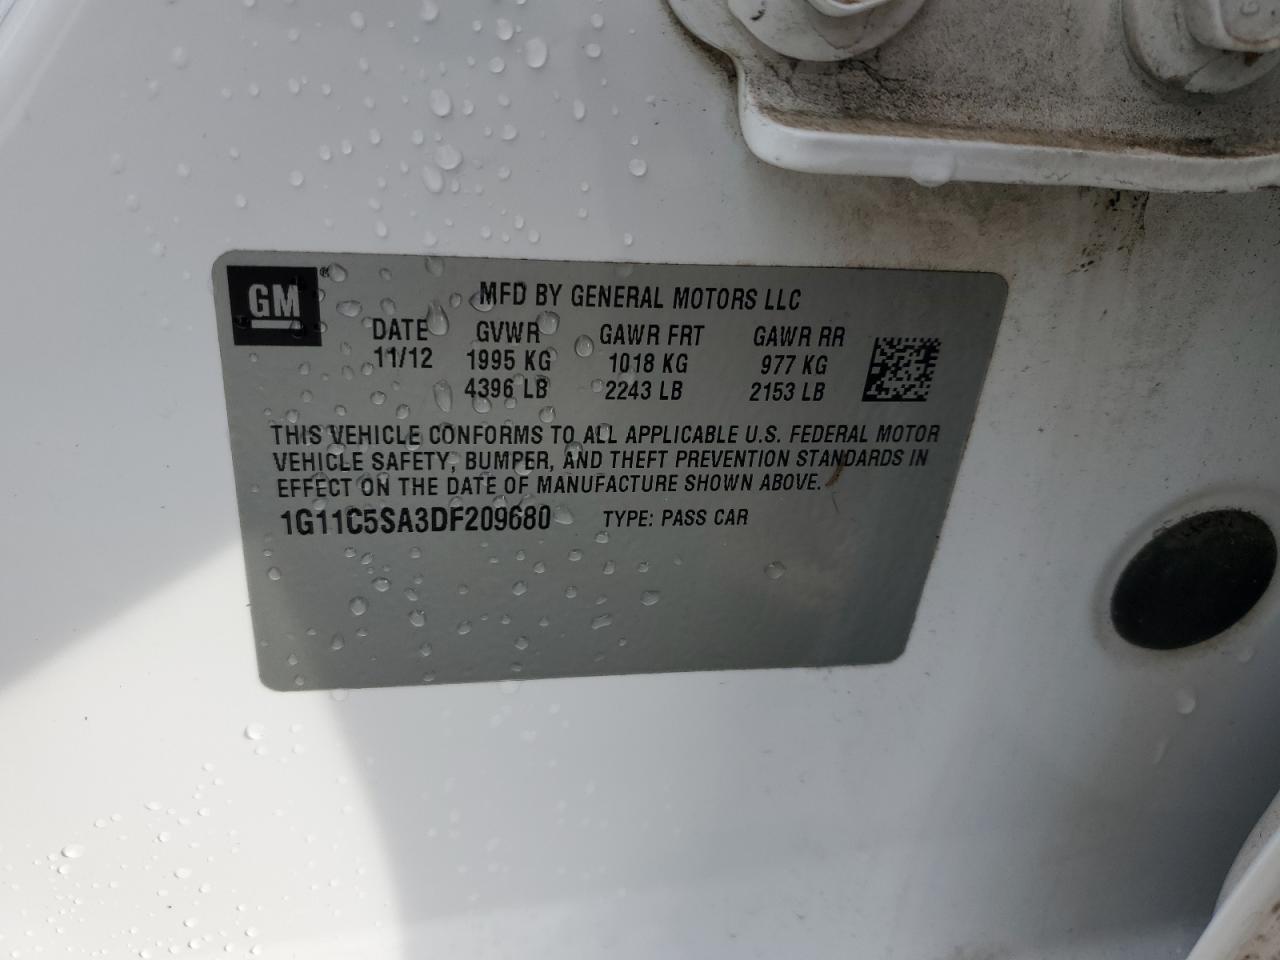 GM ®
MFD BY GENERAL MOTORS LLC
DATE GVWR GAWR FRT GAWR RR
11/12 1995 KG 1018 KG 977 KG
4396 LB 2243 LB 2153 LB
THIS VEHICLE CONFORMS TO ALL APPLICABLE U.S. FEDERAL MOTOR
VEHICLE SAFETY, BUMPER, AND THEFT PREVENTION STANDARDS IN
EFFECT ON THE DATE OF MANUFACTURE SHOWN ABOVE.
1G11C5SA3DF209680 TYPE: PASS CAR